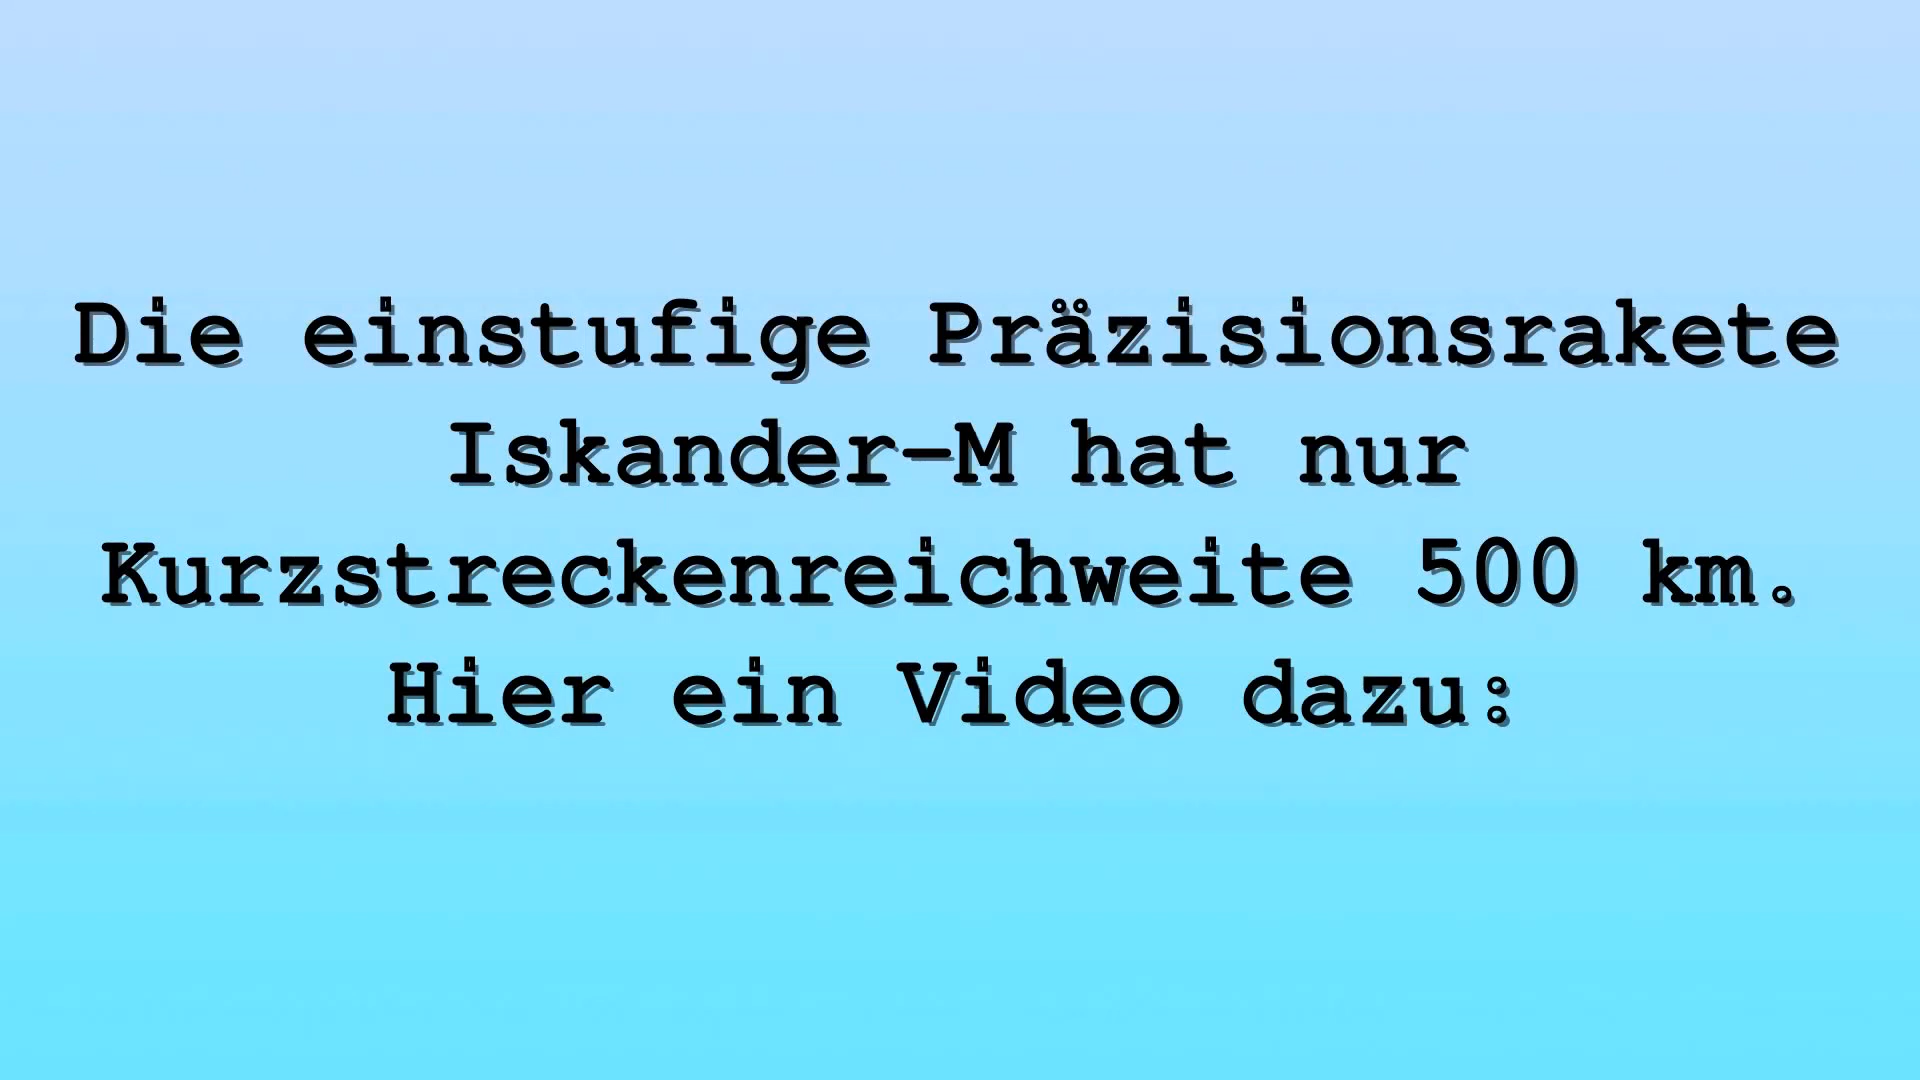 Die einstufige Präzisionsrakete
Iskander-M hat nur
Kurzstreckenreichweite 500 km.
Hier ein Video dazu: